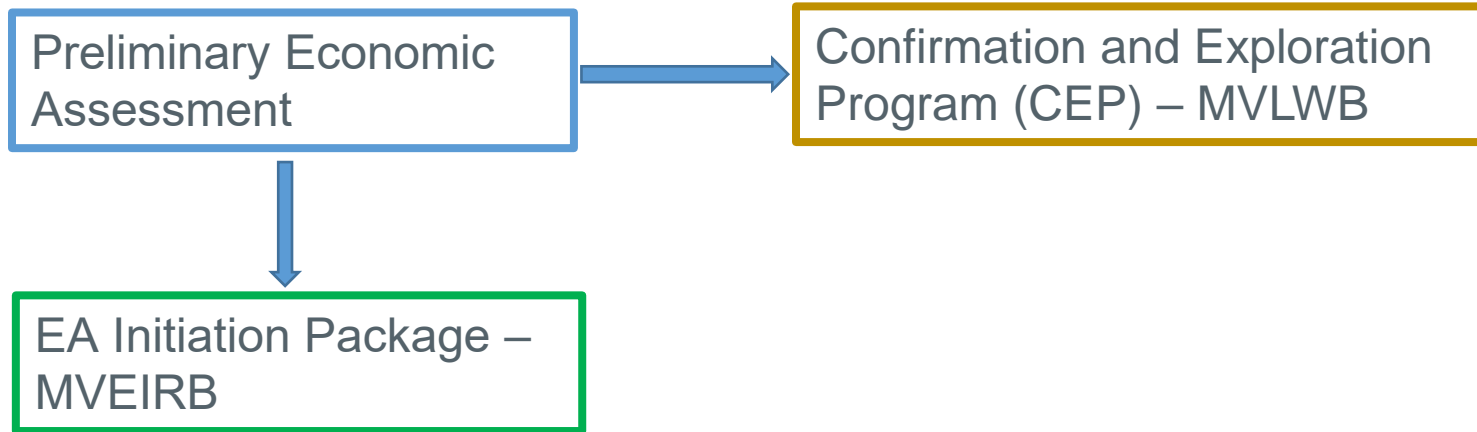 Preliminary Economic
Assessment
Confirmation and Exploration
Program (CEP) – MVLWB
EA Initiation Package –
MVEIRB